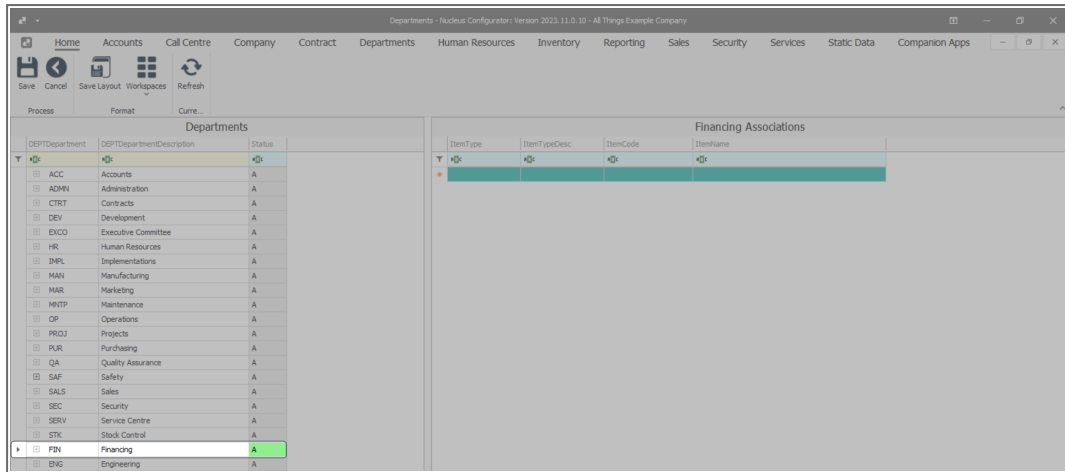 Departments - Nucleus Configurator: Version 2023.11.0.10 - All Things Example Company
Home Accounts Call Centre Company Contract Departments Human Resources Inventory Reporting Sales Security Services Static Data Companion Apps
Save Cancel Save Layout Workspaces Refresh
Process Format Curre...
Departments
DEPTDepartment DEPTDepartmentDescription Status
ACC Accounts A
ADMN Administration A
CTRT Contracts A
DEV Development A
EXCO Executive Committee A
HR Human Resources A
IMPL Implementations A
MAN Manufacturing A
MAR Marketing A
MNTP Maintenance A
OP Operations A
PROJ Projects A
PUR Purchasing A
QA Quality Assurance A
SAF Safety A
SALS Sales A
SEC Security A
SERV Service Centre A
STK Stock Control A
FIN Financing A
ENG Engineering A
Financing Associations
ItemType ItemTypeDesc ItemCode ItemName